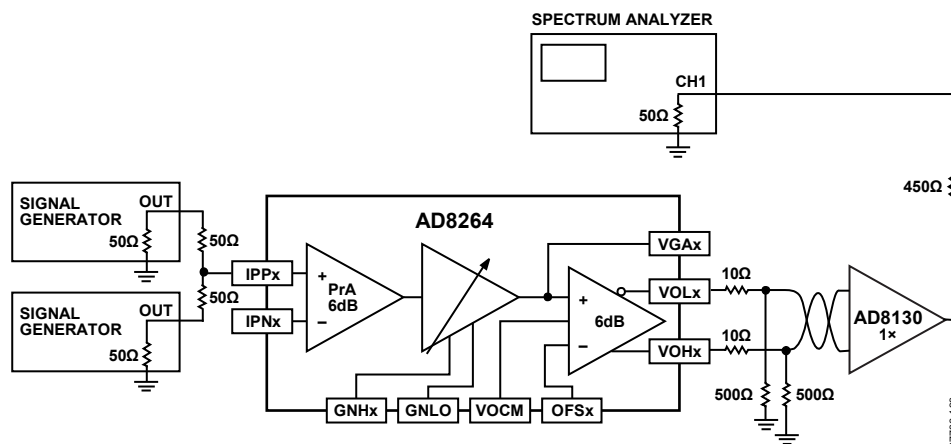 SPECTRUM ANALYZER
CH1
50Ω
450Ω
SIGNAL
GENERATOR
OUT
50Ω
50Ω
50Ω
SIGNAL
GENERATOR
OUT
50Ω
AD8264
IPPx
IPNx
+
PrA
6dB
−
+
6dB
−
VGAx
VOLx
VOHx
10Ω
10Ω
AD8130
1×
500Ω
500Ω
GNHx
GNLO
VOCM
OFSx